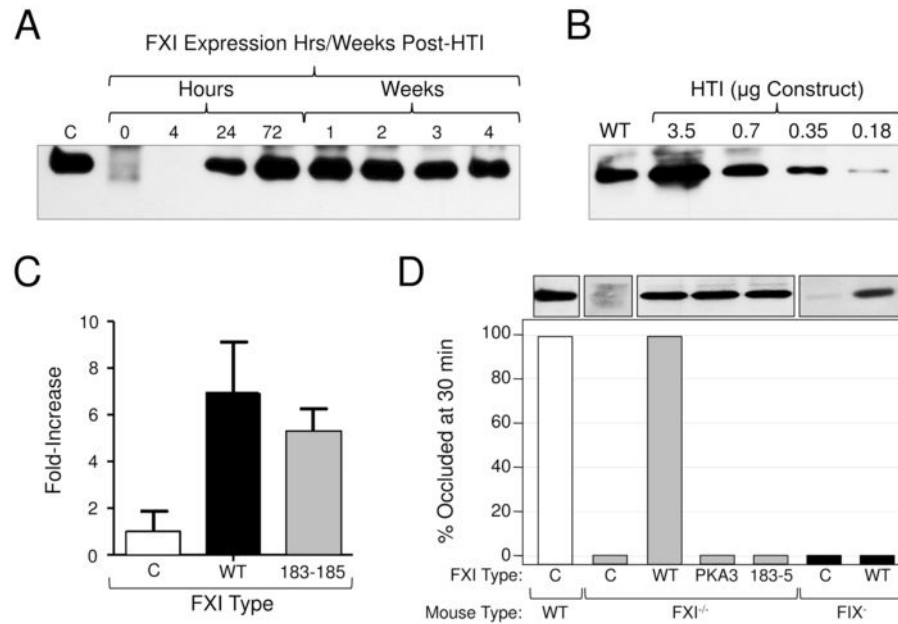 A
FXI Expression Hrs/Weeks Post-HTI
Hours Weeks
C 0 4 24 72 1 2 3 4
B
HTI (µg Construct)
WT 3.5 0.7 0.35 0.18
C
Fold-Increase
10
8
6
4
2
0
C WT 183-185
FXI Type
D
% Occluded at 30 min
100
80
60
40
20
0
FXI Type: C C WT PKA3 183-5 C WT
Mouse Type: WT FXI-/- FIX-